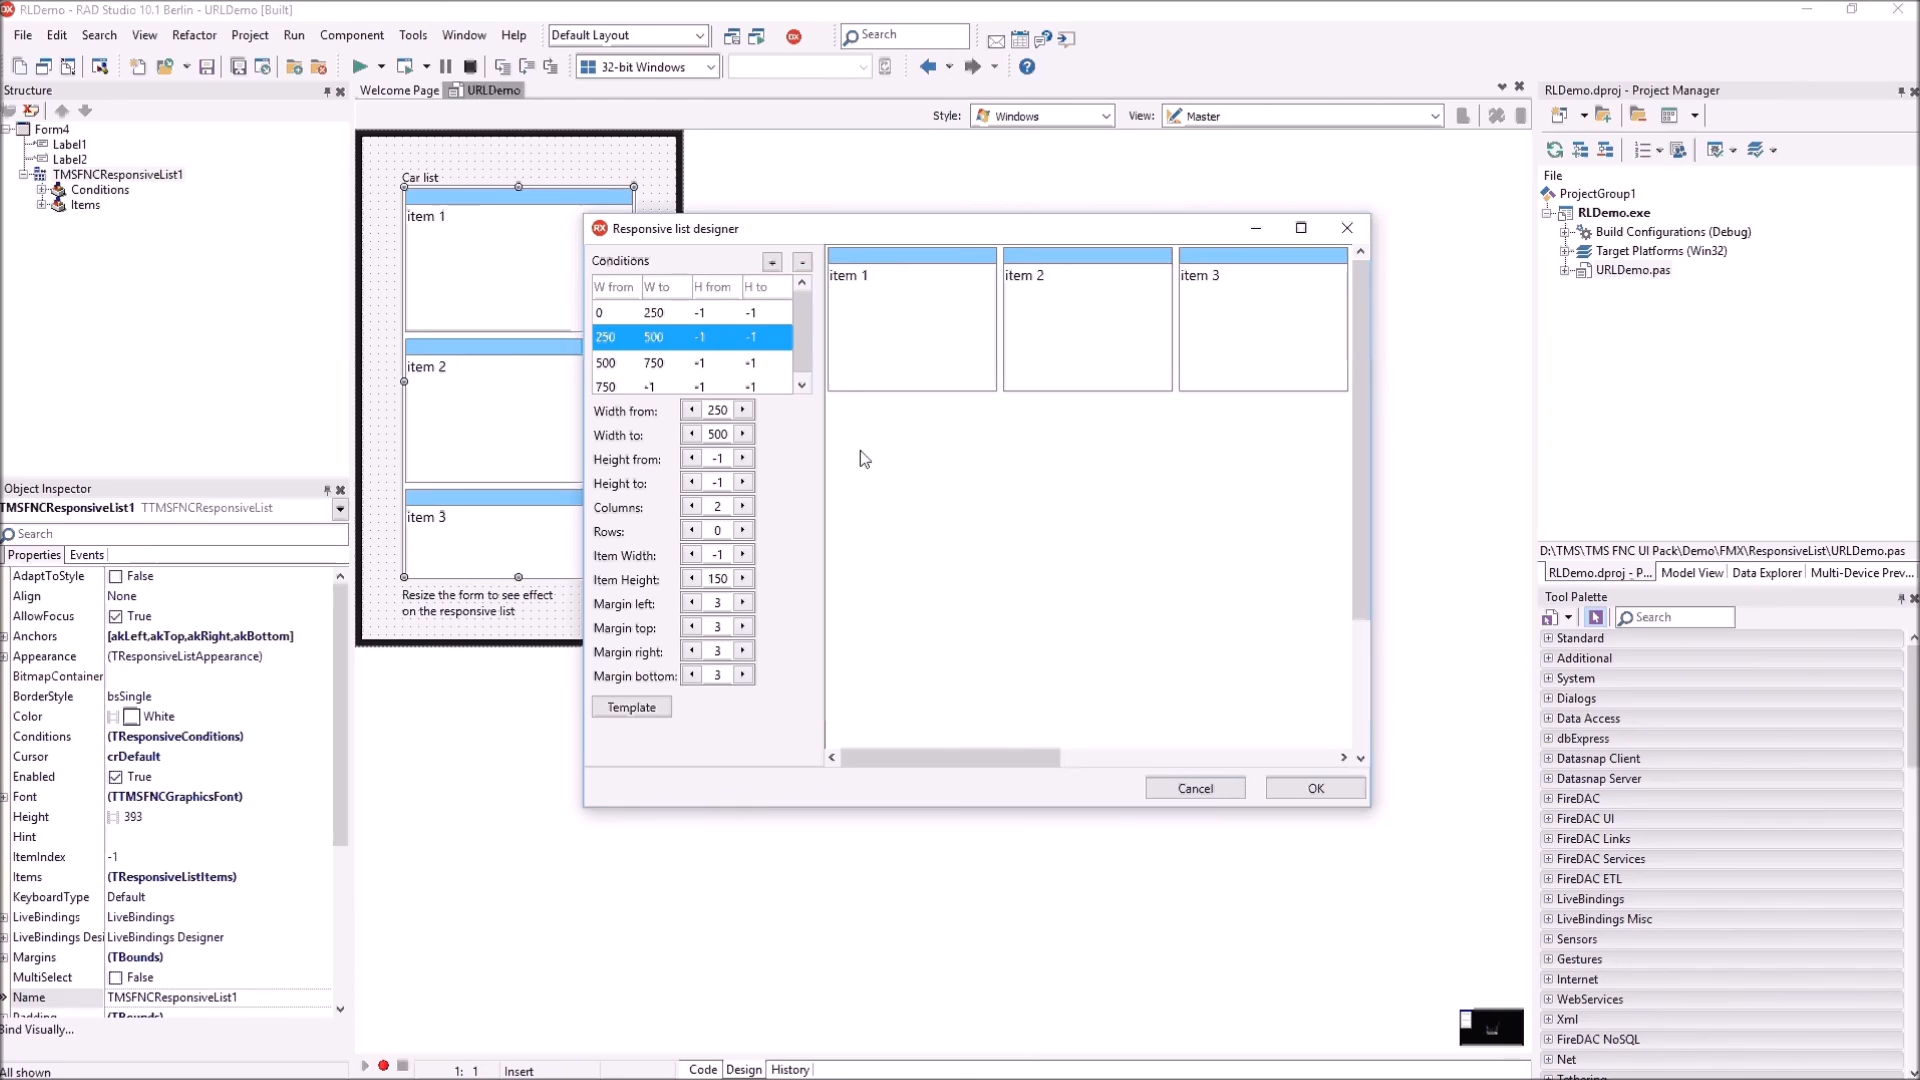 RLDemo - RAD Studio 10.1 Berlin - URLDemo [Built]
File Edit Search View Refactor Project Run Component Tools Window Help Default Layout Search
32-bit Windows
Structure
Form4
Label1
Label2
TMSFNCResponsiveList1
Conditions
Items
Welcome Page URLDemo
Style: Windows View: Master
Car list
item 1
item 2
item 3
Resize the form to see effect
on the responsive list
Responsive list designer
Conditions + -
W from W to H from H to
0 250 -1 -1
250 500 -1 -1
500 750 -1 -1
750 -1 -1 -1
Width from: 250
Width to: 500
Height from: -1
Height to: -1
Columns: 2
Rows: 0
Item Width: -1
Item Height: 150
Margin left: 3
Margin top: 3
Margin right: 3
Margin bottom: 3
Template
item 1 item 2 item 3
Cancel OK
Object Inspector
TMSFNCResponsiveList1 TTMSFNCResponsiveList
Search
Properties Events
AdaptToStyle False
Align None
AllowFocus True
Anchors [akLeft,akTop,akRight,akBottom]
Appearance (TResponsiveListAppearance)
BitmapContainer
BorderStyle bsSingle
Color White
Conditions (TResponsiveConditions)
Cursor crDefault
Enabled True
Font (TTMSFNCGraphicsFont)
Height 393
Hint
ItemIndex -1
Items (TResponsiveListItems)
KeyboardType Default
LiveBindings LiveBindings
LiveBindings Desi LiveBindings Designer
Margins (TBounds)
MultiSelect False
Name TMSFNCResponsiveList1
Padding (TBounds)
Bind Visually...
All shown
1: 1 Insert
Code Design History
RLDemo.dproj - Project Manager
File
ProjectGroup1
RLDemo.exe
Build Configurations (Debug)
Target Platforms (Win32)
URLDemo.pas
D:\TMS\TMS FNC UI Pack\Demo\FMX\ResponsiveList\URLDemo.pas
RLDemo.dproj - P... Model View Data Explorer Multi-Device Prev...
Tool Palette
Search
Standard
Additional
System
Dialogs
Data Access
dbExpress
Datasnap Client
Datasnap Server
FireDAC
FireDAC UI
FireDAC Links
FireDAC Services
FireDAC ETL
LiveBindings
LiveBindings Misc
Sensors
Gestures
Internet
WebServices
Xml
FireDAC NoSQL
Net
Tethering